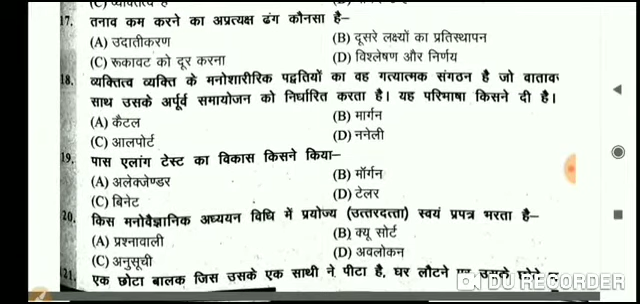 (C) व्यावितत्व ह
17. तनाव कम करने का अप्रत्यक्ष ढंग कौनसा है–
(A) उदातीकरण (B) दूसरे लक्ष्यों का प्रतिस्थापन
(C) रूकावट को दूर करना (D) विश्लेषण और निर्णय
18. व्यक्तित्व व्यक्ति के मनोशारीरिक पद्वतियों का वह गत्यात्मक संगठन है जो वाताव
साथ उसके अर्पूव समायोजन को निर्धारित करता है। यह परिभाषा किसने दी है।
(A) कैटल (B) मार्गन
(C) आलपोर्ट (D) ननेली
19. पास एलांग टेस्ट का विकास किसने किया–
(A) अलेक्जेण्डर (B) मॉर्गन
(C) बिनेट (D) टेलर
20. किस मनोवैज्ञानिक अध्ययन विधि में प्रयोज्य (उत्तरदत्ता) स्वयं प्रपत्र भरता है–
(A) प्रश्नावाली (B) क्यू सोर्ट
(C) अनुसूची (D) अवलोकन
21. एक छोटा बालक जिस उसके एक साथी ने पीटा है, घर लौटने
DU RECORDER